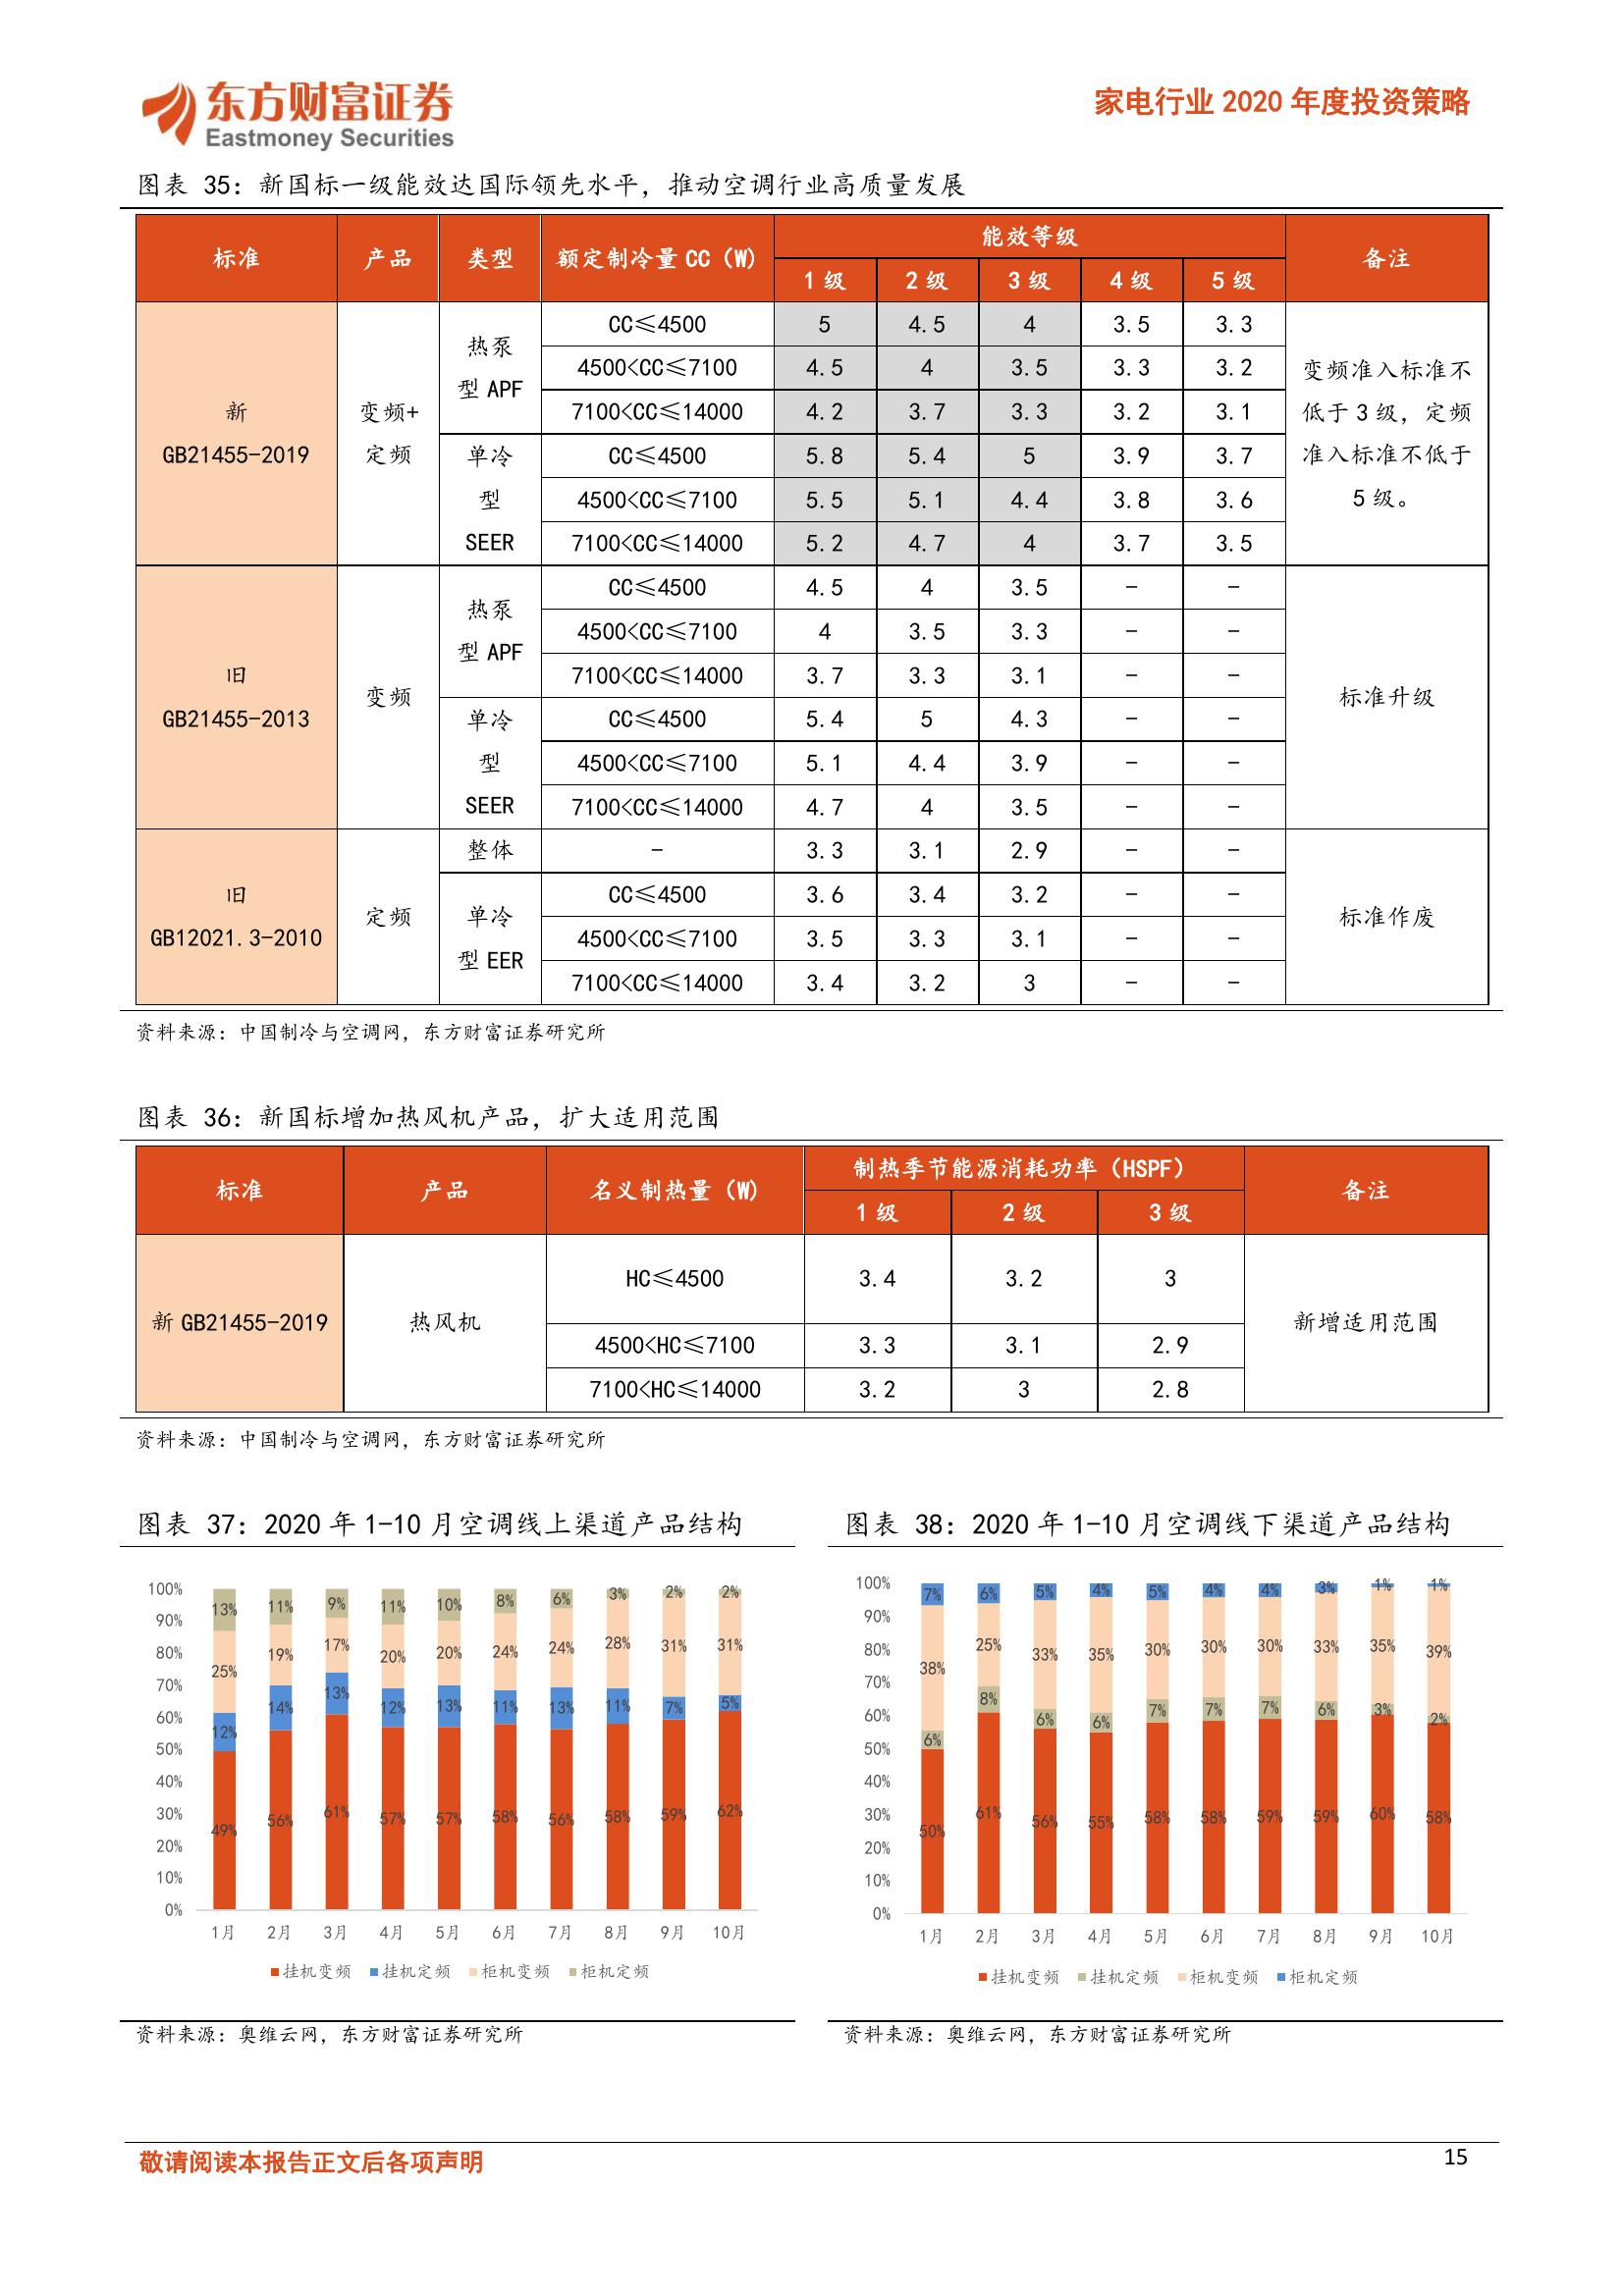 东方财富证券
Eastmoney Securities
家电行业 2020 年度投资策略
图表 35：新国标一级能效达国际领先水平，推动空调行业高质量发展
标准 产品 类型 额定制冷量 CC（W） 能效等级 备注
1 级 2 级 3 级 4 级 5 级
新 GB21455-2019 变频+定频 热泵型 APF CC≤4500 5 4.5 4 3.5 3.3 变频准入标准不低于 3 级，定频准入标准不低于 5 级。
4500<CC≤7100 4.5 4 3.5 3.3 3.2
7100<CC≤14000 4.2 3.7 3.3 3.2 3.1
单冷型 SEER CC≤4500 5.8 5.4 5 3.9 3.7
4500<CC≤7100 5.5 5.1 4.4 3.8 3.6
7100<CC≤14000 5.2 4.7 4 3.7 3.5
旧 GB21455-2013 变频 热泵型 APF CC≤4500 4.5 4 3.5 - - 标准升级
4500<CC≤7100 4 3.5 3.3 - -
7100<CC≤14000 3.7 3.3 3.1 - -
单冷型 SEER CC≤4500 5.4 5 4.3 - -
4500<CC≤7100 5.1 4.4 3.9 - -
7100<CC≤14000 4.7 4 3.5 - -
旧 GB12021.3-2010 定频 整体 - 3.3 3.1 2.9 - - 标准作废
单冷型 EER CC≤4500 3.6 3.4 3.2 - -
4500<CC≤7100 3.5 3.3 3.1 - -
7100<CC≤14000 3.4 3.2 3 - -
资料来源：中国制冷与空调网，东方财富证券研究所
图表 36：新国标增加热风机产品，扩大适用范围
标准 产品 名义制热量（W） 制热季节能源消耗功率（HSPF） 备注
1 级 2 级 3 级
新 GB21455-2019 热风机 HC≤4500 3.4 3.2 3 新增适用范围
4500<HC≤7100 3.3 3.1 2.9
7100<HC≤14000 3.2 3 2.8
资料来源：中国制冷与空调网，东方财富证券研究所
图表 37：2020 年 1-10 月空调线上渠道产品结构
100%
90%
80%
70%
60%
50%
40%
30%
20%
10%
0%
13% 11% 9% 11% 10% 8% 6% 3% 2% 2%
25% 19% 17% 20% 20% 24% 24% 28% 31% 31%
12% 14% 13% 12% 13% 11% 13% 11% 7% 5%
49% 56% 61% 57% 57% 58% 56% 58% 59% 62%
1月 2月 3月 4月 5月 6月 7月 8月 9月 10月
挂机变频 挂机定频 柜机变频 柜机定频
资料来源：奥维云网，东方财富证券研究所
图表 38：2020 年 1-10 月空调线下渠道产品结构
100%
90%
80%
70%
60%
50%
40%
30%
20%
10%
0%
7% 6% 5% 4% 5% 4% 4% 3% 1% 1%
38% 25% 33% 35% 30% 30% 30% 33% 35% 39%
6% 8% 6% 6% 7% 7% 7% 6% 3% 2%
50% 61% 56% 55% 58% 58% 59% 59% 60% 58%
1月 2月 3月 4月 5月 6月 7月 8月 9月 10月
挂机变频 挂机定频 柜机变频 柜机定频
资料来源：奥维云网，东方财富证券研究所
敬请阅读本报告正文后各项声明
15